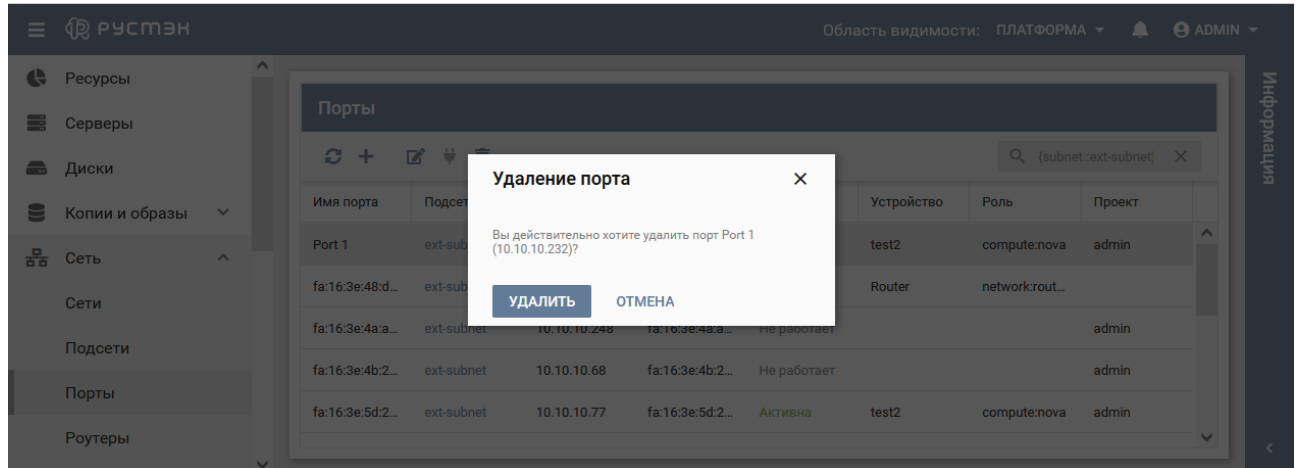 РУСТЭК
Область видимости: ПЛАТФОРМА
ADMIN
Ресурсы
Серверы
Диски
Копии и образы
Сеть
Сети
Подсети
Порты
Роутеры
Порты
{subnet.:ext-subnet}
Имя порта Подсет Устройство Роль Проект
Port 1 ext-sub test2 compute:nova admin
fa:16:3e:48:d... ext-sub Router network:rout...
fa:16:3e:4a:a... ext-subnet 10.10.10.248 fa:16:3e:4a:a... Не работает admin
fa:16:3e:4b:2... ext-subnet 10.10.10.68 fa:16:3e:4b:2... Не работает admin
fa:16:3e:5d:2... ext-subnet 10.10.10.77 fa:16:3e:5d:2... Активна test2 compute:nova admin
Удаление порта
Вы действительно хотите удалить порт Port 1
(10.10.10.232)?
УДАЛИТЬ ОТМЕНА
Информация